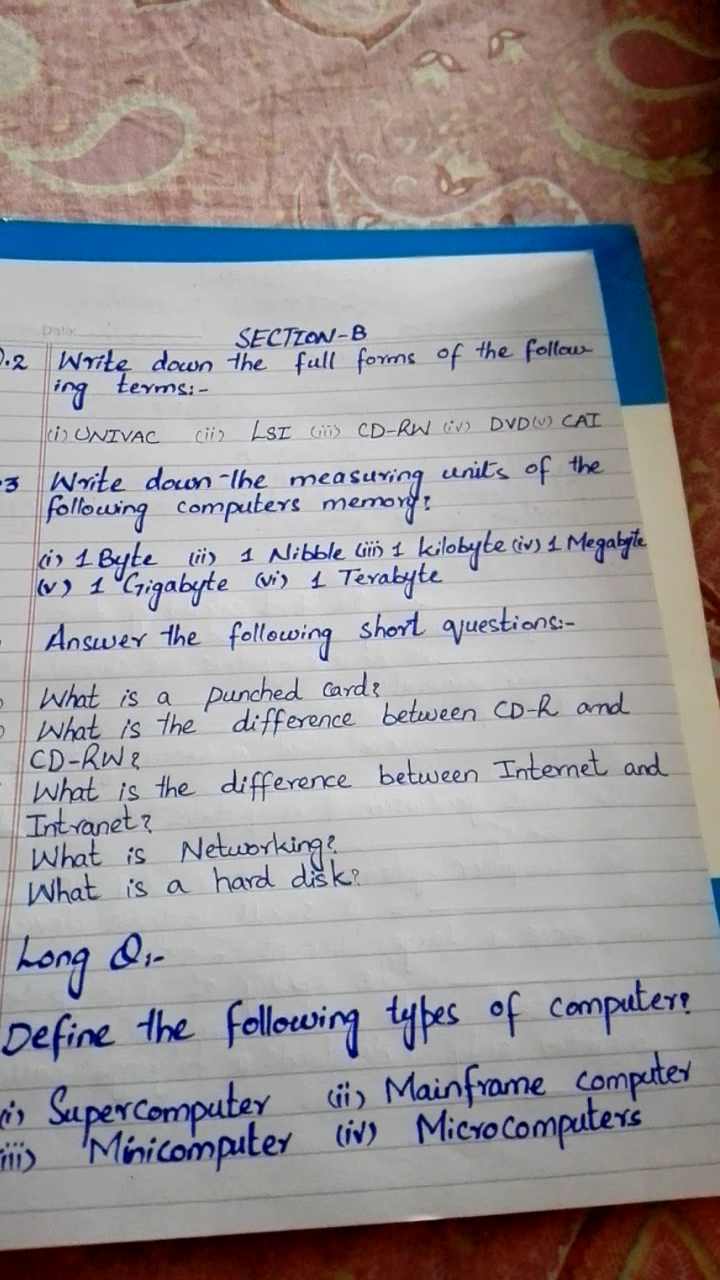 Date:
SECTION-B
.2 Write down the full forms of the follow
ing terms:-
(i) UNIVAC (ii) LSI (iii) CD-RW (iv) DVD (v) CAI
3 Write down the measuring units of the
following computers memory?
(i) 1 Byte (ii) 1 Nibble (iii) 1 kilobyte (iv) 1 Megabyte
(v) 1 Gigabyte (vi) 1 Terabyte
Answer the following short questions:-
What is a punched card?
What is the difference between CD-R and
CD-RW?
What is the difference between Internet and
Intranet?
What is Networking?
What is a hard disk?
Long Q:-
Define the following types of computer?
(i) Supercomputer (ii) Mainframe computer
iii) Minicomputer (iv) Microcomputers